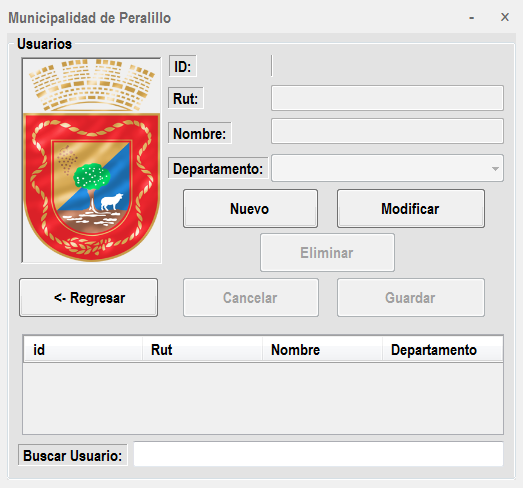 Municipalidad de Peralillo
Usuarios
ID:
Rut:
Nombre:
Departamento:
Nuevo Modificar
Eliminar
<- Regresar Cancelar Guardar
id Rut Nombre Departamento
Buscar Usuario: